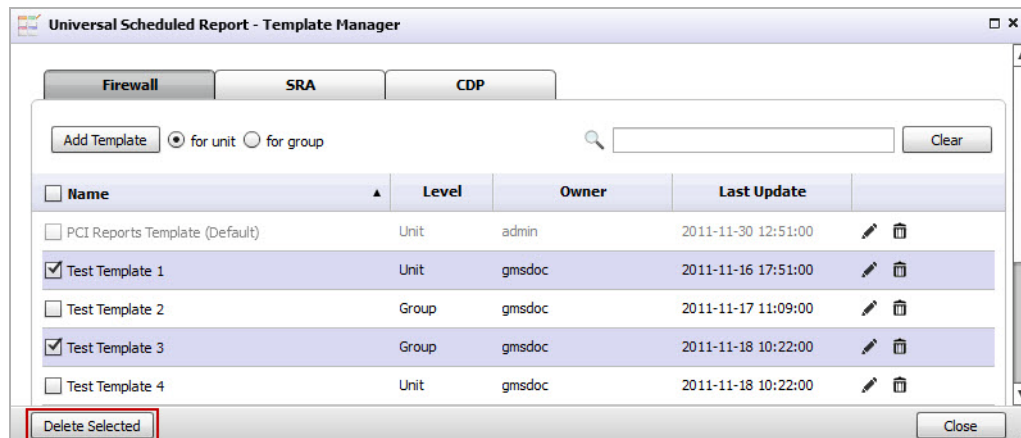 Universal Scheduled Report - Template Manager
Firewall SRA CDP
Add Template for unit for group Clear
Name Level Owner Last Update
PCI Reports Template (Default) Unit admin 2011-11-30 12:51:00
Test Template 1 Unit gmsdoc 2011-11-16 17:51:00
Test Template 2 Group gmsdoc 2011-11-17 11:09:00
Test Template 3 Group gmsdoc 2011-11-18 10:22:00
Test Template 4 Unit gmsdoc 2011-11-18 10:22:00
Delete Selected Close